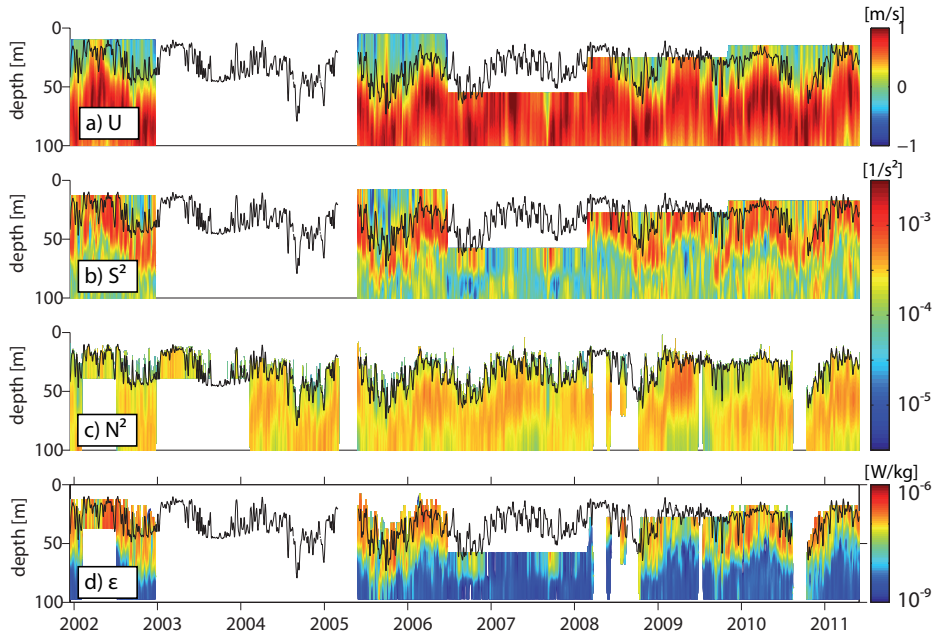 [m/s]
0
50
100
depth [m]
a) U
1
0
−1
[1/s²]
0
50
100
depth [m]
b) S²
10⁻³
10⁻⁴
10⁻⁵
0
50
100
depth [m]
c) N²
[W/kg]
0
50
100
depth [m]
d) ε
10⁻⁶
10⁻⁹
2002 2003 2004 2005 2006 2007 2008 2009 2010 2011